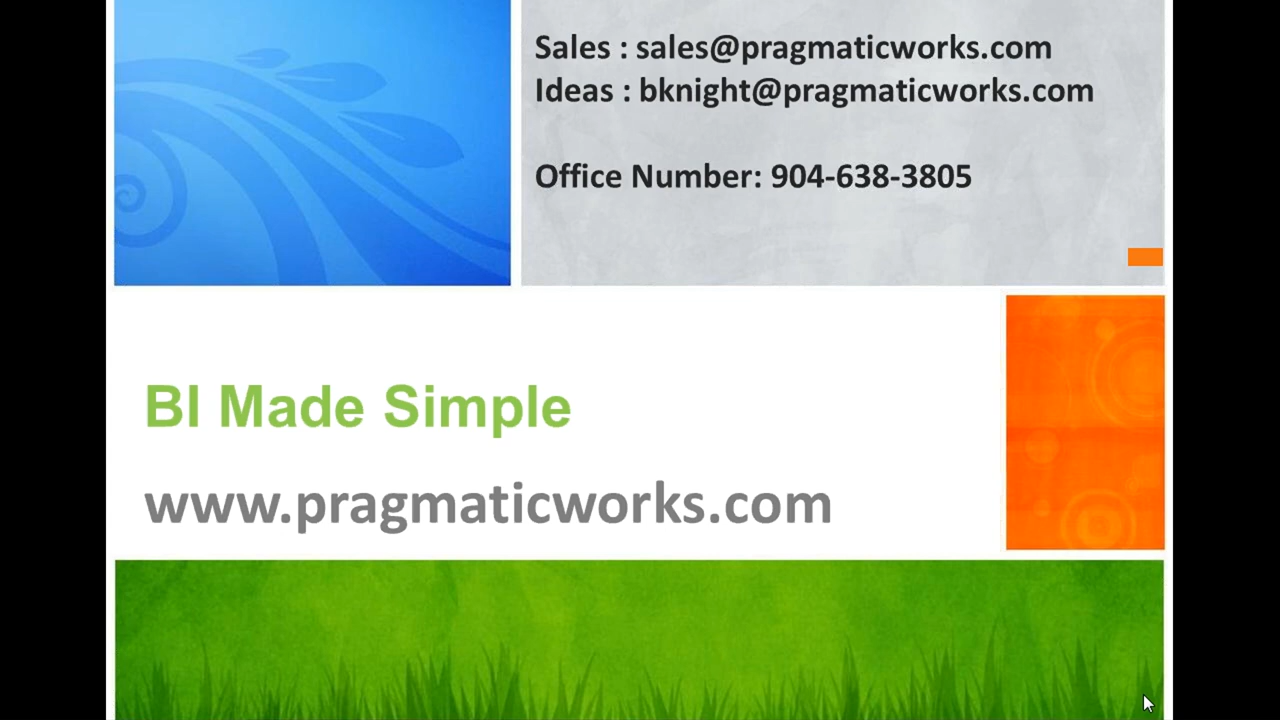 Sales : sales@pragmaticworks.com
Ideas : bknight@pragmaticworks.com
Office Number: 904-638-3805
BI Made Simple
www.pragmaticworks.com